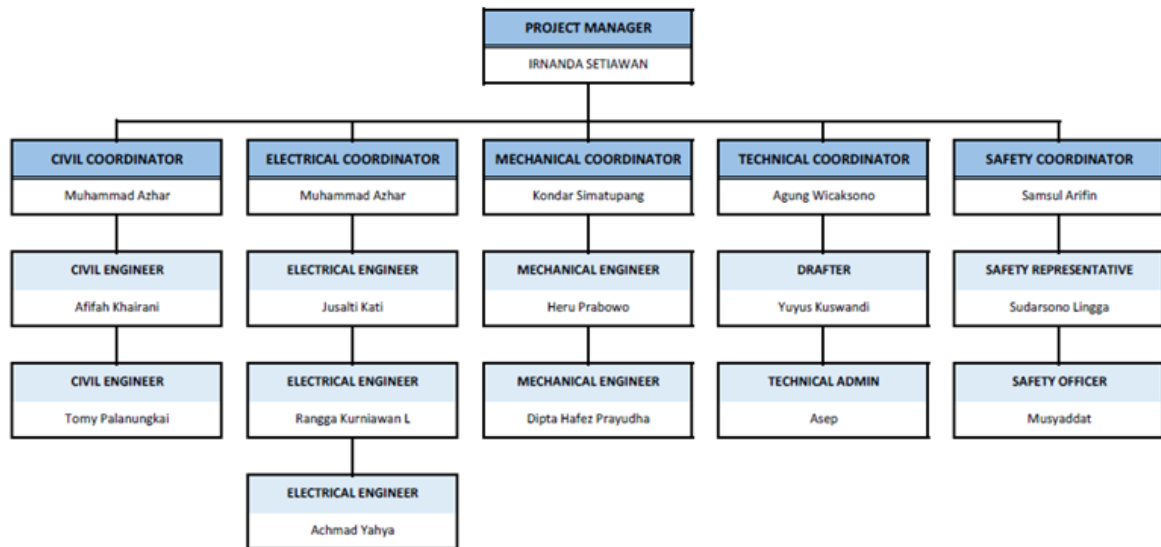 PROJECT MANAGER
IRNANDA SETIAWAN
CIVIL COORDINATOR
Muhammad Azhar
ELECTRICAL COORDINATOR
Muhammad Azhar
MECHANICAL COORDINATOR
Kondar Simatupang
TECHNICAL COORDINATOR
Agung Wicaksono
SAFETY COORDINATOR
Samsul Arifin
CIVIL ENGINEER
Afifah Khairani
ELECTRICAL ENGINEER
Jusalti Kati
MECHANICAL ENGINEER
Heru Prabowo
DRAFTER
Yuyus Kuswandi
SAFETY REPRESENTATIVE
Sudarsono Lingga
CIVIL ENGINEER
Tomy Palanungkai
ELECTRICAL ENGINEER
Rangga Kurniawan L
MECHANICAL ENGINEER
Dipta Hafez Prayudha
TECHNICAL ADMIN
Asep
SAFETY OFFICER
Musyaddat
ELECTRICAL ENGINEER
Achmad Yahya